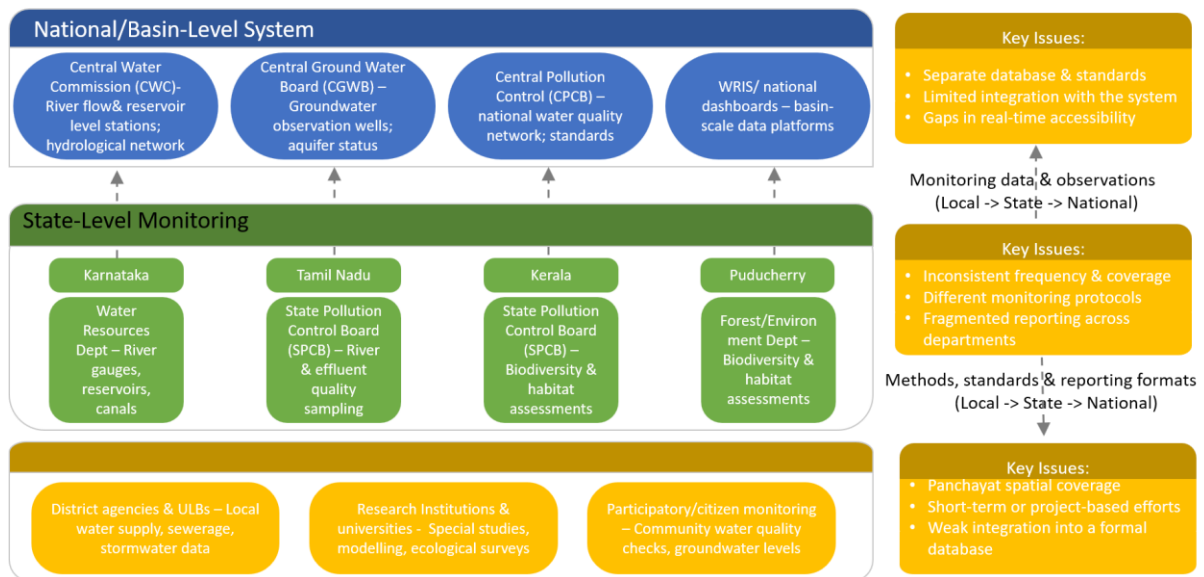 National/Basin-Level System
Central Water
Commission (CWC)-
River flow& reservoir
level stations;
hydrological network
Central Ground Water
Board (CGWB) –
Groundwater
observation wells;
aquifer status
Central Pollution
Control (CPCB) –
national water quality
network; standards
WRIS/ national
dashboards – basin-
scale data platforms
Key Issues:
• Separate database & standards
• Limited integration with the system
• Gaps in real-time accessibility
Monitoring data & observations
(Local -> State -> National)
State-Level Monitoring
Karnataka
Water
Resources
Dept – River
gauges,
reservoirs,
canals
Tamil Nadu
State Pollution
Control Board
(SPCB) – River
& effluent
quality
sampling
Kerala
State Pollution
Control Board
(SPCB) –
Biodiversity &
habitat
assessments
Puducherry
Forest/Environ
ment Dept –
Biodiversity &
habitat
assessments
Key Issues:
• Inconsistent frequency & coverage
• Different monitoring protocols
• Fragmented reporting across
departments
Methods, standards & reporting formats
(Local -> State -> National)
District agencies & ULBs – Local
water supply, sewerage,
stormwater data
Research Institutions &
universities - Special studies,
modelling, ecological surveys
Participatory/citizen monitoring
– Community water quality
checks, groundwater levels
Key Issues:
• Panchayat spatial coverage
• Short-term or project-based efforts
• Weak integration into a formal
database